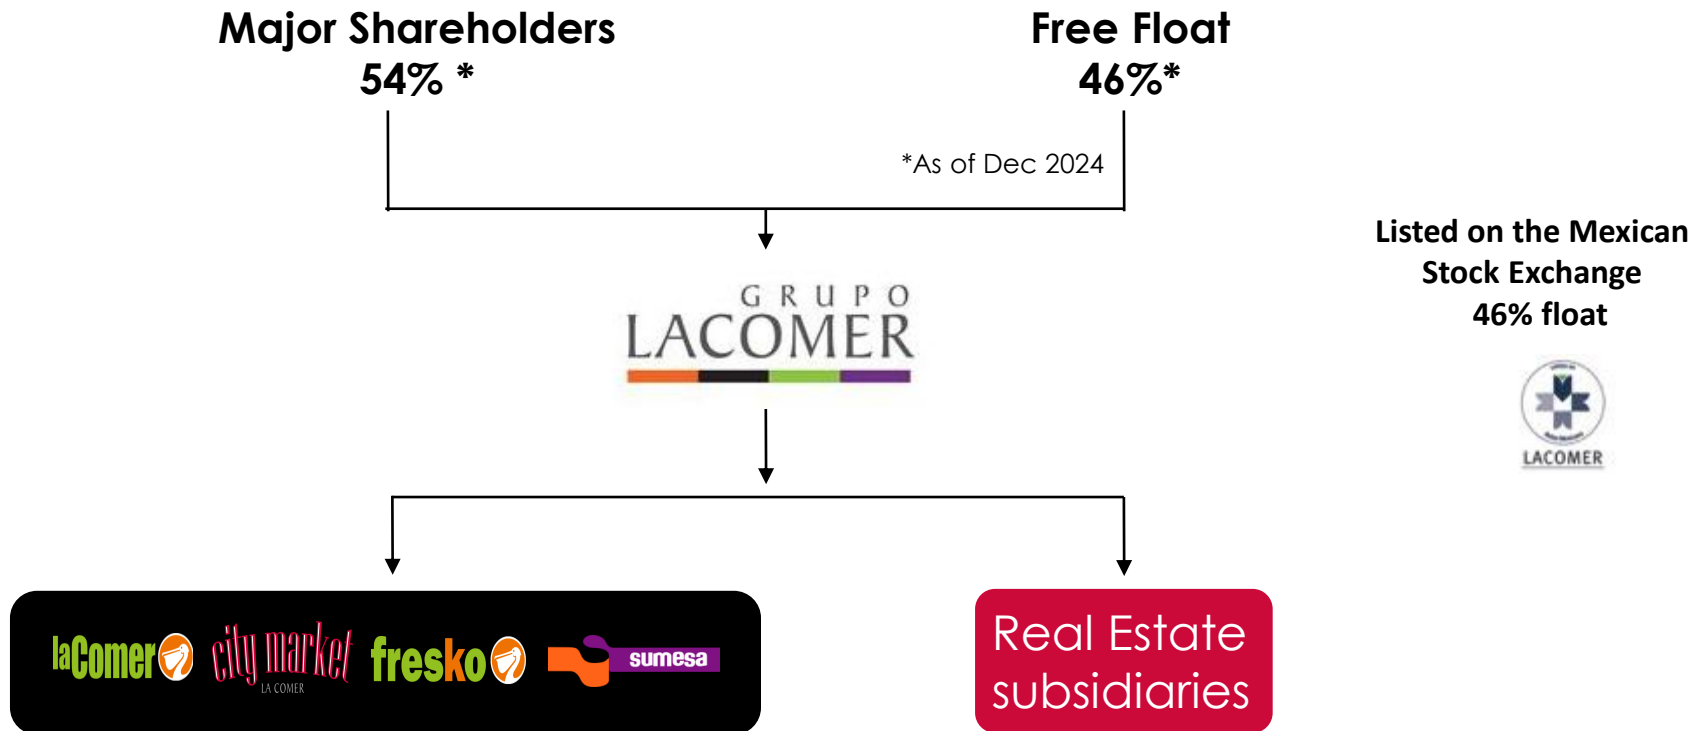 Major Shareholders
54% *
Free Float
46%*
*As of Dec 2024
Listed on the Mexican
Stock Exchange
46% float
GRUPO
LACOMER
LACOMER
laComer
city market
LA COMER
fresko
sumesa
Real Estate
subsidiaries